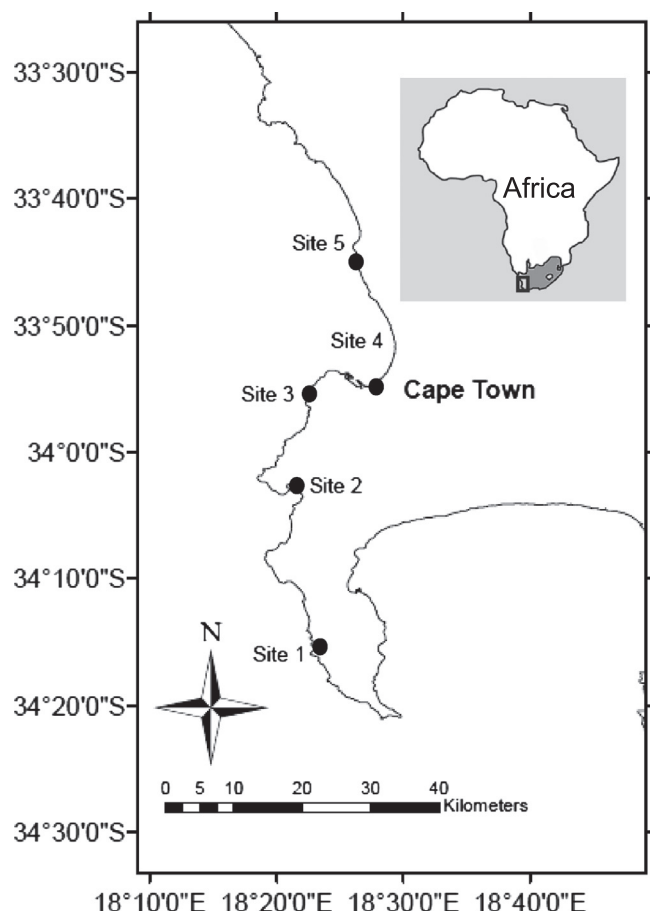 33°30'0"S
Africa
33°40'0"S
Site 5
33°50'0"S
Site 4
Site 3
Cape Town
34°0'0"S
Site 2
34°10'0"S
N
Site 1
34°20'0"S
0 5 10 20 30 40
Kilometers
34°30'0"S
18°10'0"E 18°20'0"E 18°30'0"E 18°40'0"E